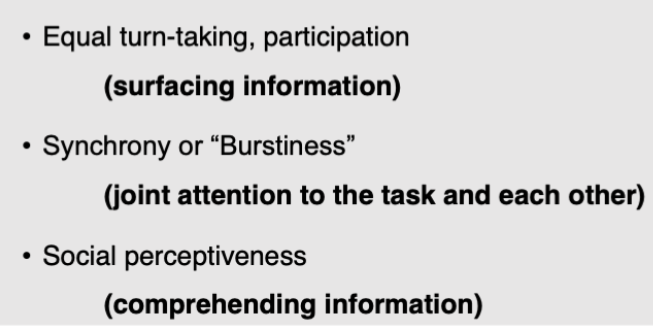 • Equal turn-taking, participation
(surfacing information)
• Synchrony or “Burstiness”
(joint attention to the task and each other)
• Social perceptiveness
(comprehending information)